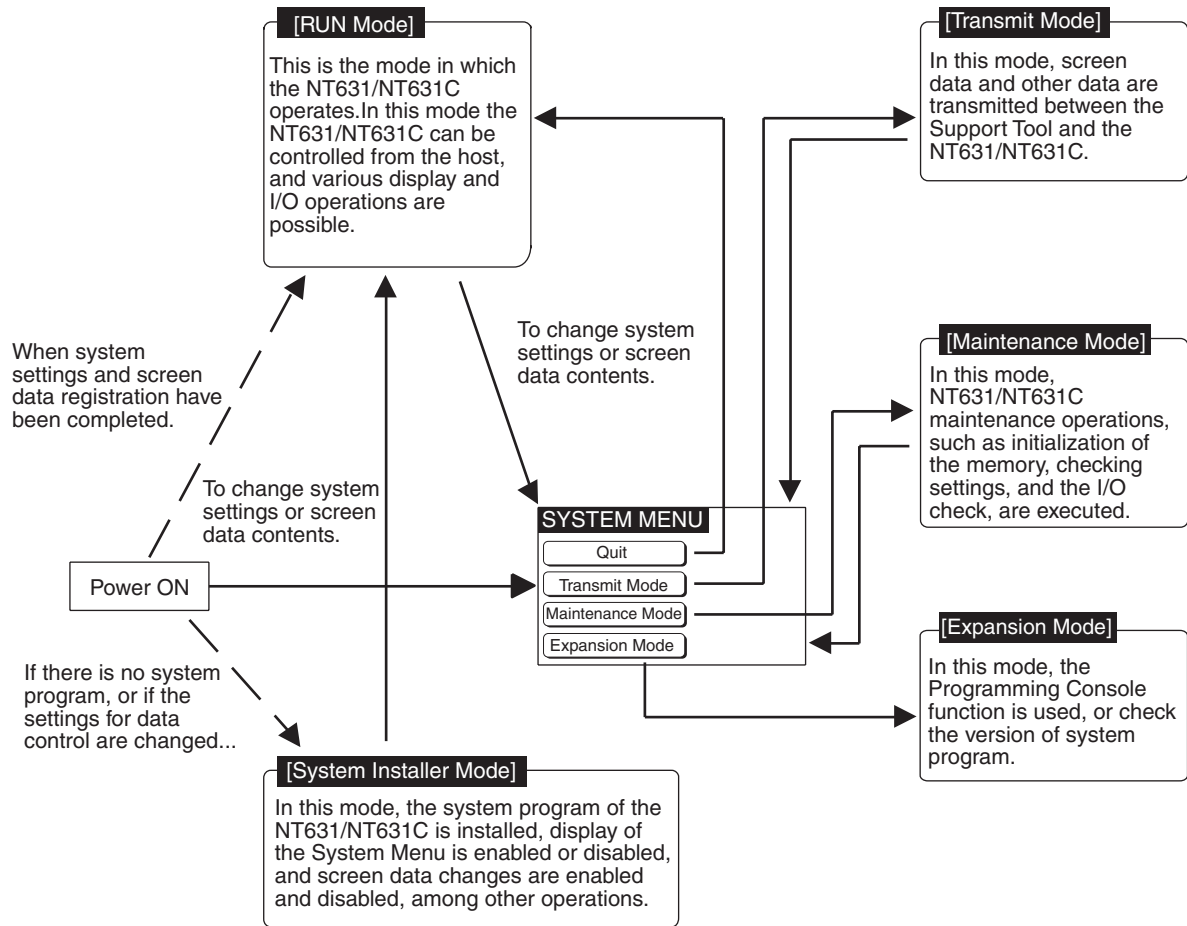 [RUN Mode]
This is the mode in which
the NT631/NT631C
operates.In this mode the
NT631/NT631C can be
controlled from the host,
and various display and
I/O operations are
possible.
[Transmit Mode]
In this mode, screen
data and other data are
transmitted between the
Support Tool and the
NT631/NT631C.
When system
settings and screen
data registration have
been completed.
To change system
settings or screen
data contents.
To change system
settings or screen
data contents.
[Maintenance Mode]
In this mode,
NT631/NT631C
maintenance operations,
such as initialization of
the memory, checking
settings, and the I/O
check, are executed.
Power ON
SYSTEM MENU
Quit
Transmit Mode
Maintenance Mode
Expansion Mode
[Expansion Mode]
In this mode, the
Programming Console
function is used, or check
the version of system
program.
If there is no system
program, or if the
settings for data
control are changed...
[System Installer Mode]
In this mode, the system program of the
NT631/NT631C is installed, display of
the System Menu is enabled or disabled,
and screen data changes are enabled
and disabled, among other operations.